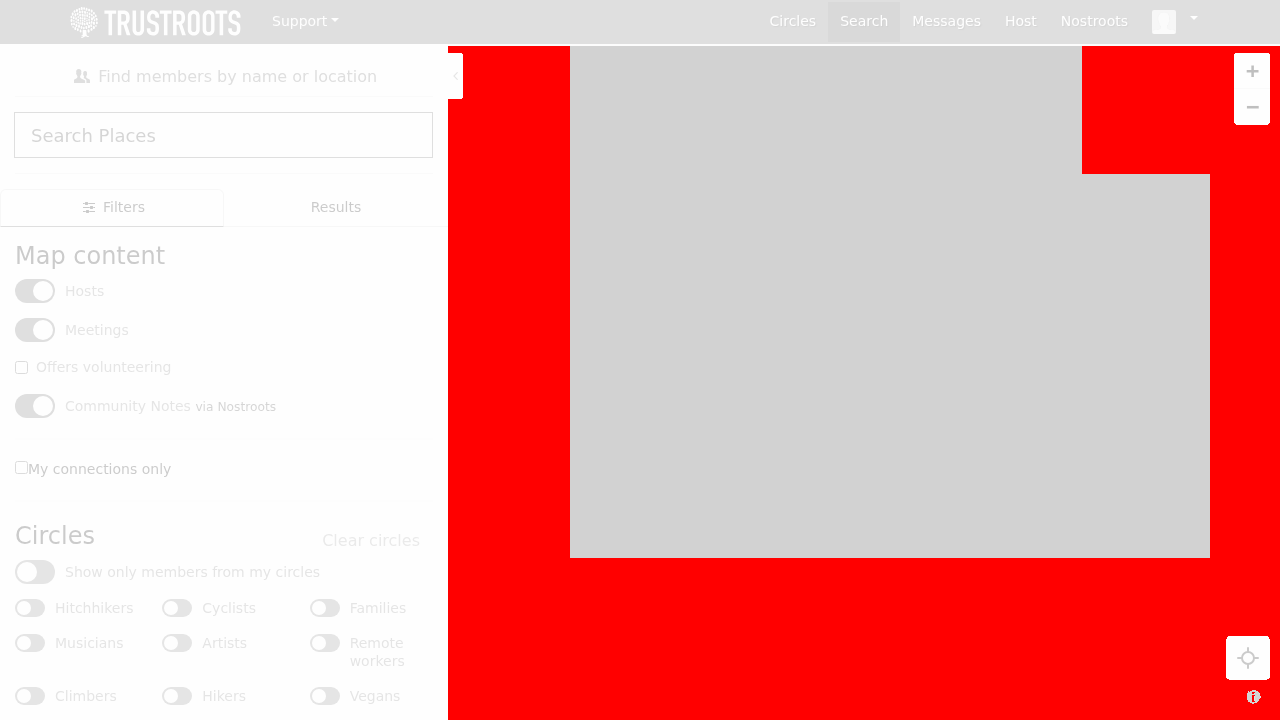 TRUSTROOTS
Support
Circles
Search
Messages
Host
Nostroots
Find members by name or location
Search Places
Filters
Results
Map content
Hosts
Meetings
Offers volunteering
Community Notes via Nostroots
My connections only
Circles
Clear circles
Show only members from my circles
Hitchhikers
Cyclists
Families
Musicians
Artists
Remote
workers
Climbers
Hikers
Vegans